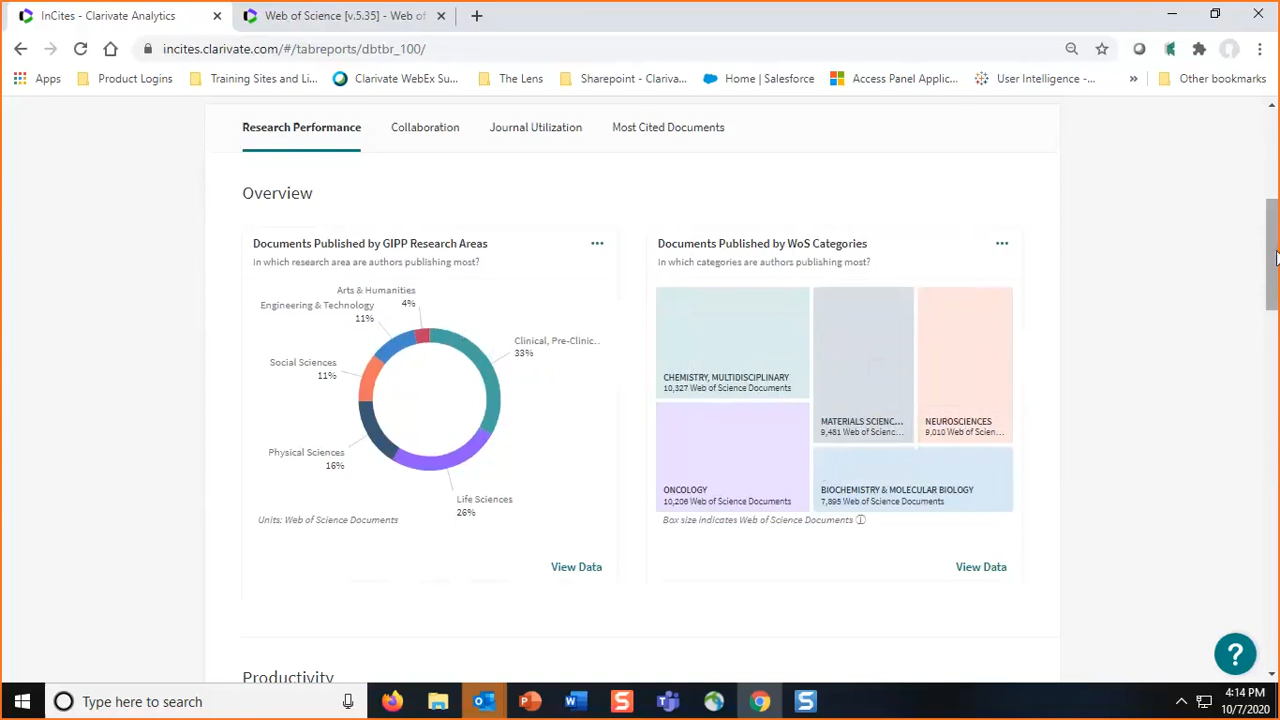 InCites - Clarivate Analytics
Web of Science [v.5.35] - Web of
incites.clarivate.com/#/tabreports/dbtbr_100/
Apps
Product Logins
Training Sites and Li...
Clarivate WebEx Su...
The Lens
Sharepoint - Clariva...
Home | Salesforce
Access Panel Applic...
User Intelligence -...
Other bookmarks
Research Performance
Collaboration
Journal Utilization
Most Cited Documents
Overview
Documents Published by GIPP Research Areas
In which research area are authors publishing most?
Arts & Humanities
4%
Engineering & Technology
11%
Clinical, Pre-Clinic..
33%
Social Sciences
11%
Physical Sciences
16%
Life Sciences
26%
Units: Web of Science Documents
View Data
Documents Published by WoS Categories
In which categories are authors publishing most?
CHEMISTRY, MULTIDISCIPLINARY
10,327 Web of Science Documents
MATERIALS SCIENC...
9,481 Web of Scienc...
NEUROSCIENCES
9,010 Web of Scien...
ONCOLOGY
10,206 Web of Science Documents
BIOCHEMISTRY & MOLECULAR BIOLOGY
7,895 Web of Science Documents
Box size indicates Web of Science Documents
View Data
Productivity
?
Type here to search
4:14 PM
10/7/2020